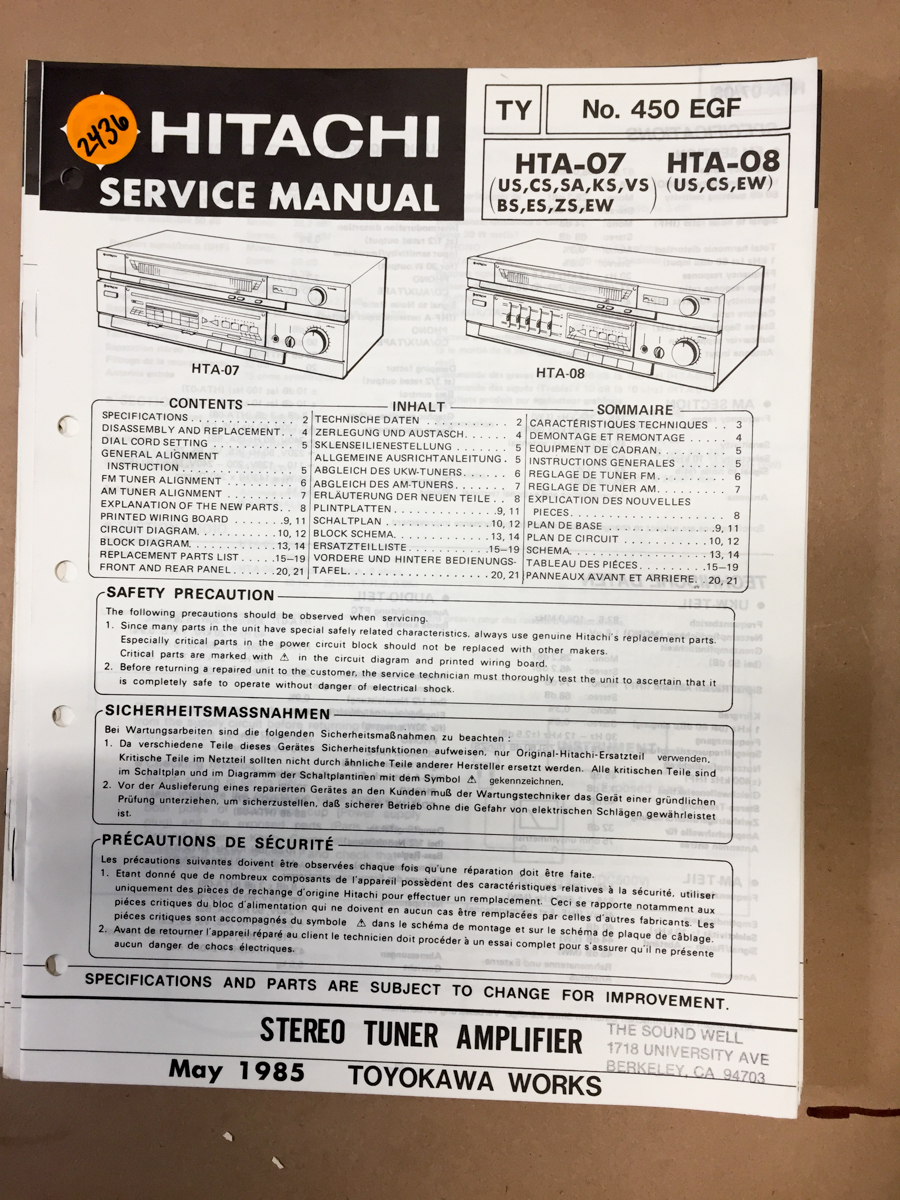 2436
HITACHI
SERVICE MANUAL
TY
No. 450 EGF
HTA-07
(US,CS,SA,KS,VS
BS,ES,ZS,EW)
HTA-08
(US,CS,EW)
HTA-07
HTA-08
CONTENTS
SPECIFICATIONS . . . . . . . . . . . . 2
DISASSEMBLY AND REPLACEMENT. . 4
DIAL CORD SETTING . . . . . . . . . . 5
GENERAL ALIGNMENT
INSTRUCTION . . . . . . . . . . . . . 5
FM TUNER ALIGNMENT . . . . . . . . 6
AM TUNER ALIGNMENT . . . . . . . . 7
EXPLANATION OF THE NEW PARTS. . 8
PRINTED WIRING BOARD . . . . . . .9, 11
CIRCUIT DIAGRAM. . . . . . . . . . .10, 12
BLOCK DIAGRAM. . . . . . . . . . . .13, 14
REPLACEMENT PARTS LIST . . . . .15–19
FRONT AND REAR PANEL . . . . . .20, 21
INHALT
TECHNISCHE DATEN . . . . . . . . . . 2
ZERLEGUNG UND AUSTASCH. . . . . . 4
SKLENSEILIENESTELLUNG . . . . . . . 5
ALLGEMEINE AUSRICHTANLEITUNG . 5
ABGLEICH DES UKW-TUNERS. . . . . . 6
ABGLEICH DES AM-TUNERS. . . . . . . 7
ERLÄUTERUNG DER NEUEN TEILE . . 8
PLINTPLATTEN . . . . . . . . . . . .9, 11
SCHALTPLAN . . . . . . . . . . . . 10, 12
BLOCK SCHEMA. . . . . . . . . . . 13, 14
ERSATZTEILLISTE. . . . . . . . . .15–19
VORDERE UND HINTERE BEDIENUNGS-
TAFEL. . . . . . . . . . . . . . . .20, 21
SOMMAIRE
CARACTÉRISTIQUES TECHNIQUES . . 3
DEMONTAGE ET REMONTAGE . . . . . 4
EQUIPMENT DE CADRAN. . . . . . . . 5
INSTRUCTIONS GENERALES . . . . . . 5
REGLAGE DE TUNER FM. . . . . . . . 6
REGLAGE DE TUNER AM. . . . . . . . 7
EXPLICATION DES NOUVELLES
PIECES. . . . . . . . . . . . . . . . 8
PLAN DE BASE . . . . . . . . . . . .9, 11
PLAN DE CIRCUIT . . . . . . . . . 10, 12
SCHEMA. . . . . . . . . . . . . . .13, 14
TABLEAU DES PIÉCES. . . . . . . .15–19
PANNEAUX AVANT ET ARRIERE. . 20, 21
SAFETY PRECAUTION
The following precautions should be observed when servicing.
1. Since many parts in the unit have special safely related characteristics, always use genuine Hitachi's replacement parts.
Especially critical parts in the power circuit block should not be replaced with other makers.
Critical parts are marked with ⚠ in the circuit diagram and printed wiring board.
2. Before returning a repaired unit to the customer, the service technician must thoroughly test the unit to ascertain that it
is completely safe to operate without danger of electrical shock.
SICHERHEITSMASSNAHMEN
Bei Wartungsarbeiten sind die folgenden Sicherheitsmaßnahmen zu beachten :
1. Da verschiedene Teile dieses Gerätes Sicherheitsfunktionen aufweisen, nur Original-Hitachi-Ersatzteil verwenden.
Kritische Teile im Netzteil sollten nicht durch ähnliche Teile anderer Hersteller ersetzt werden. Alle kritischen Teile sind
im Schaltplan und im Diagramm der Schaltplantinen mit dem Symbol ⚠ gekennzeichnen.
2. Vor der Auslieferung eines reparierten Gerätes an den Kunden muß der Wartungstechniker das Gerät einer gründlichen
Prüfung unterziehen, um sicherzustellen, daß sicherer Betrieb ohne die Gefahr von elektrischen Schlägen gewährleistet
ist.
PRÉCAUTIONS DE SÉCURITÉ
Les précautions suivantes doivent être observées chaque fois qu'une réparation doit être faite.
1. Etant donné que de nombreux composants de l'appareil possèdent des caractéristiques relatives à la sécurité, utiliser
uniquement des pièces de rechange d'origine Hitachi pour effectuer un remplacement. Ceci se rapporte notamment aux
piéces critiques du bloc d'alimentation qui ne doivent en aucun cas être remplacées par celles d'autres fabricants. Les
piéces critiques sont accompagnés du symbole ⚠ dans le schéma de montage et sur le schéma de plaque de câblage.
2. Avant de retourner l'appareil réparé au client le technicien doit procéder à un essai complet pour s'assurer qu'il ne présente
aucun danger de chocs électriques.
SPECIFICATIONS AND PARTS ARE SUBJECT TO CHANGE FOR IMPROVEMENT.
STEREO TUNER AMPLIFIER
THE SOUND WELL
1718 UNIVERSITY AVE
BERKELEY, CA 94703
May 1985 TOYOKAWA WORKS